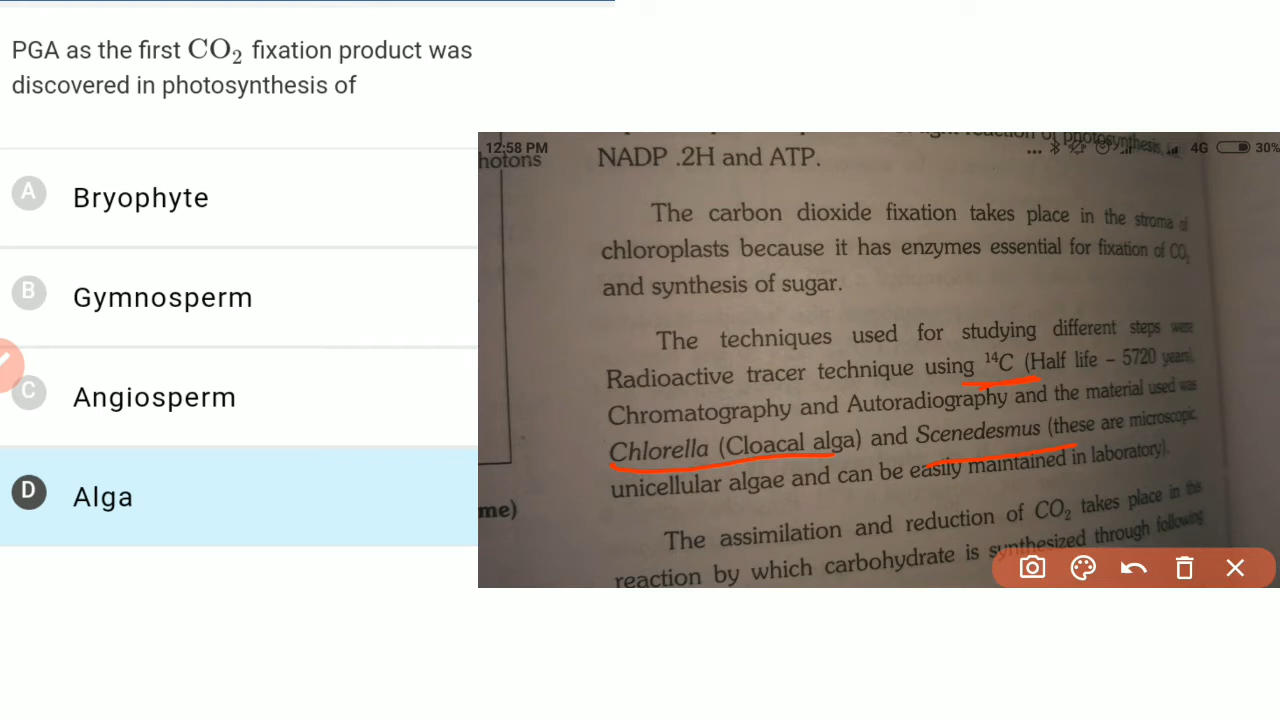 PGA as the first CO₂ fixation product was
discovered in photosynthesis of
A Bryophyte
B Gymnosperm
C Angiosperm
D Alga
12:58 PM
4G
30%
hotons
me)
reaction of photosynthesis,
NADP .2H and ATP.
The carbon dioxide fixation takes place in the stroma of
chloroplasts because it has enzymes essential for fixation of CO₂
and synthesis of sugar.
The techniques used for studying different steps were
Radioactive tracer technique using ¹⁴C (Half life – 5720 years),
Chromatography and Autoradiography and the material used was
Chlorella (Cloacal alga) and Scenedesmus (these are microscopic,
unicellular algae and can be easily maintained in laboratory).
The assimilation and reduction of CO₂ takes place in this
reaction by which carbohydrate is synthesized through following